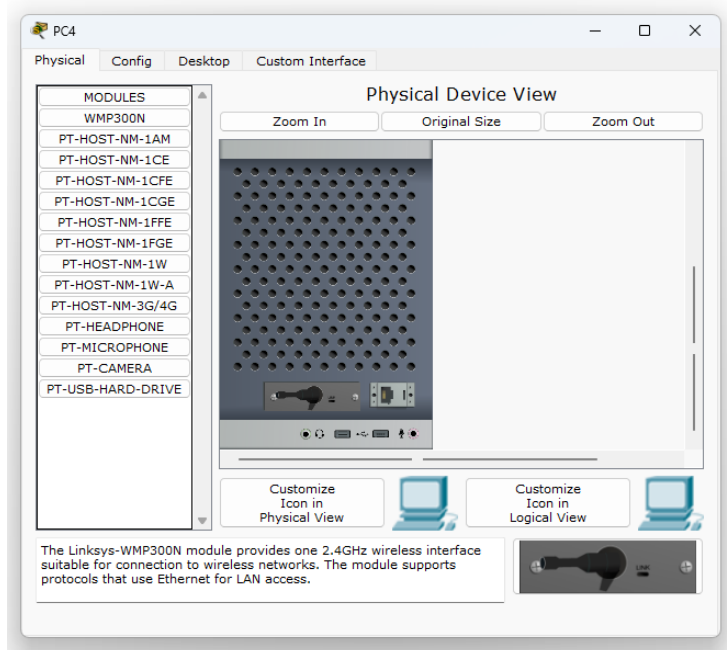 PC4
Physical Config Desktop Custom Interface
MODULES
WMP300N
PT-HOST-NM-1AM
PT-HOST-NM-1CE
PT-HOST-NM-1CFE
PT-HOST-NM-1CGE
PT-HOST-NM-1FFE
PT-HOST-NM-1FGE
PT-HOST-NM-1W
PT-HOST-NM-1W-A
PT-HOST-NM-3G/4G
PT-HEADPHONE
PT-MICROPHONE
PT-CAMERA
PT-USB-HARD-DRIVE
Physical Device View
Zoom In Original Size Zoom Out
Customize
Icon in
Physical View
Customize
Icon in
Logical View
The Linksys-WMP300N module provides one 2.4GHz wireless interface
suitable for connection to wireless networks. The module supports
protocols that use Ethernet for LAN access.
LINK